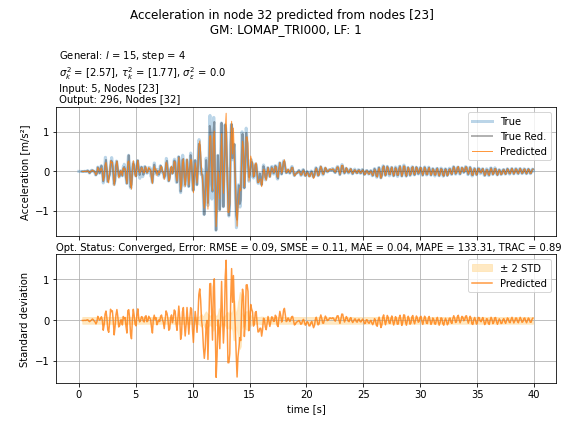 Acceleration in node 32 predicted from nodes [23]
GM: LOMAP_TRI000, LF: 1
General: l = 15, step = 4
σ²ₖ = [2.57], τ²ₖ = [1.77], σ²_ε = 0.0
Input: 5, Nodes [23]
Output: 296, Nodes [32]
Acceleration [m/s²]
1
0
−1
True
True Red.
Predicted
Opt. Status: Converged, Error: RMSE = 0.09, SMSE = 0.11, MAE = 0.04, MAPE = 133.31, TRAC = 0.89
Standard deviation
1
0
−1
± 2 STD
Predicted
0 5 10 15 20 25 30 35 40
time [s]